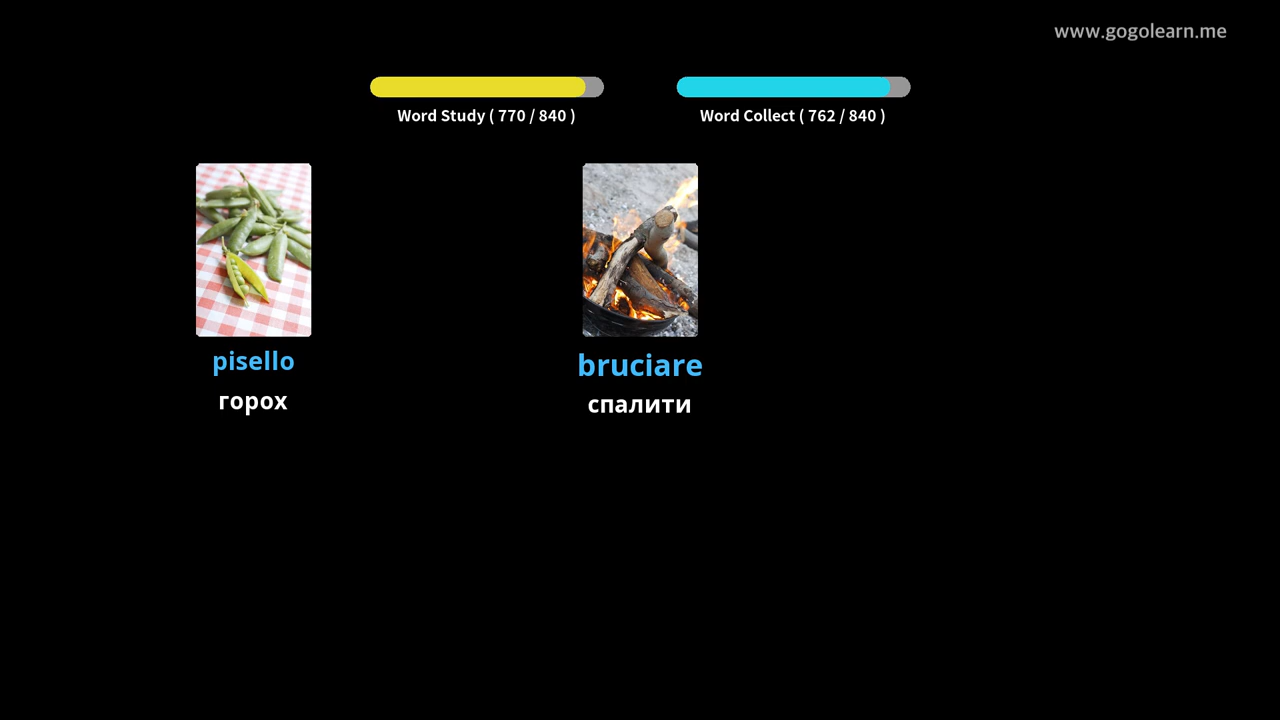 www.gogolearn.me
Word Study ( 770 / 840 )
Word Collect ( 762 / 840 )
pisello
горох
bruciare
спалити